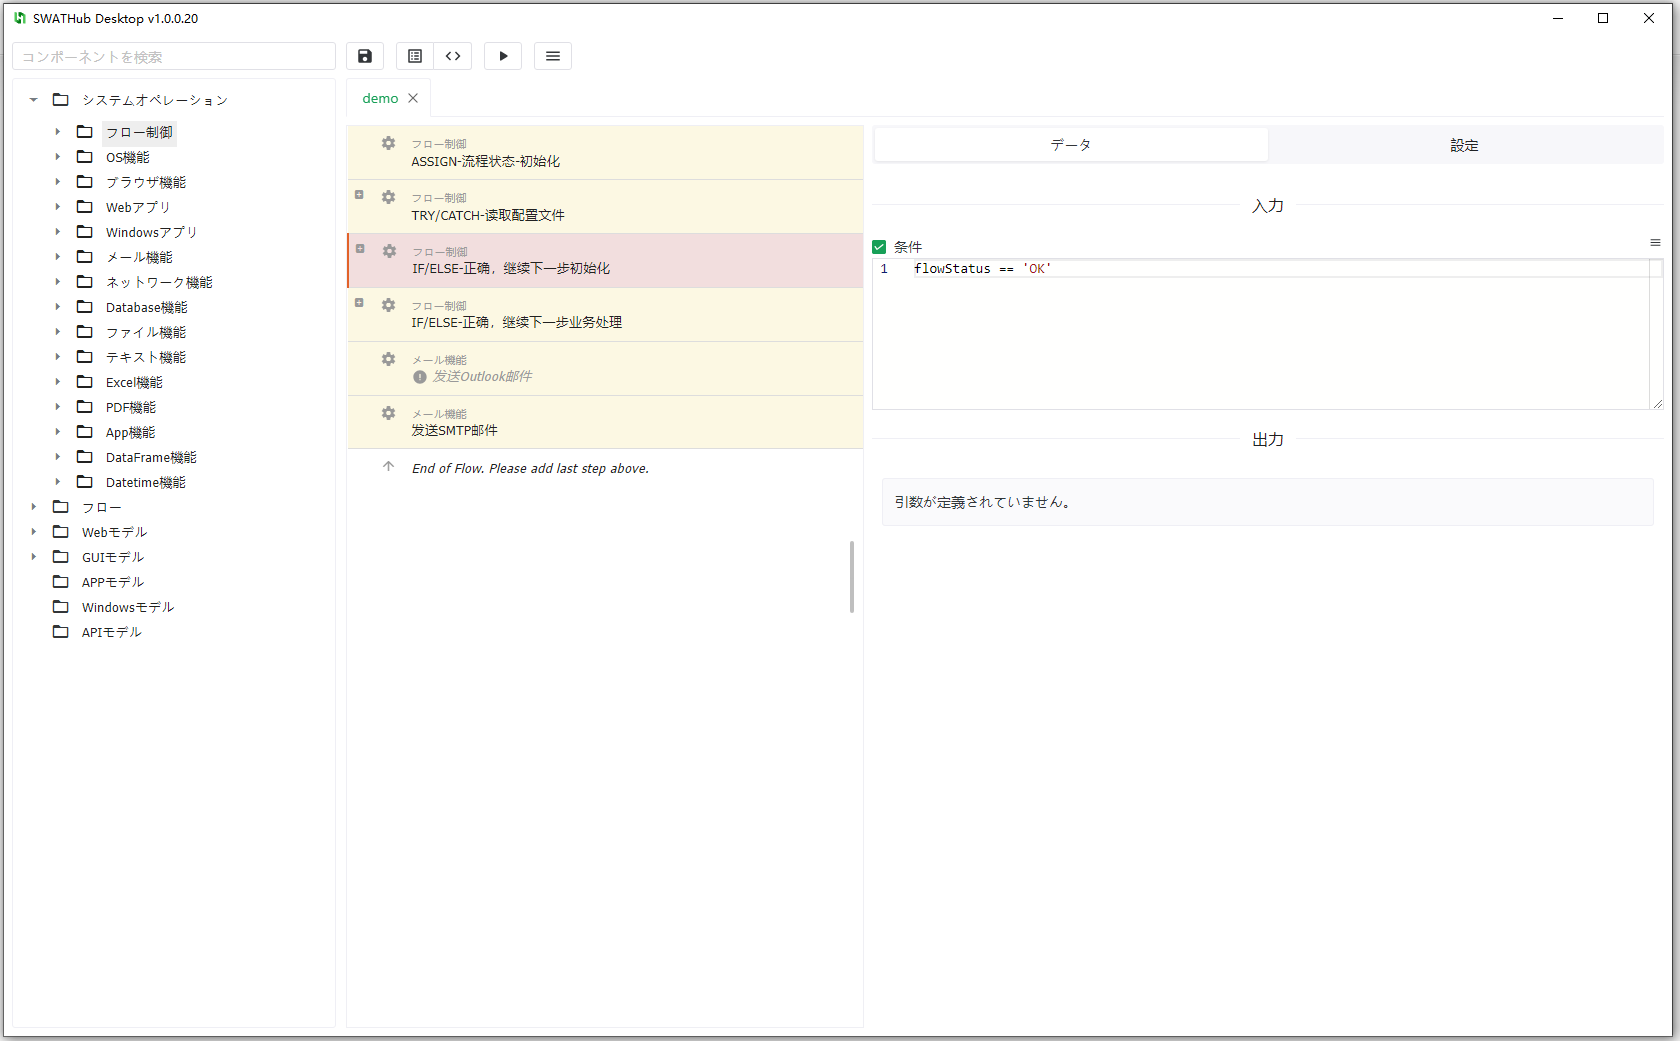 SWATHub Desktop v1.0.0.20
コンポーネントを検索
システムオペレーション
フロー制御
OS機能
ブラウザ機能
Webアプリ
Windowsアプリ
メール機能
ネットワーク機能
Database機能
ファイル機能
テキスト機能
Excel機能
PDF機能
App機能
DataFrame機能
Datetime機能
フロー
Webモデル
GUIモデル
APPモデル
Windowsモデル
APIモデル
demo
フロー制御
ASSIGN-流程状态-初始化
フロー制御
TRY/CATCH-读取配置文件
フロー制御
IF/ELSE-正确，继续下一步初始化
フロー制御
IF/ELSE-正确，继续下一步业务处理
メール機能
发送Outlook邮件
メール機能
发送SMTP邮件
End of Flow. Please add last step above.
データ
設定
入力
条件
1 flowStatus == 'OK'
出力
引数が定義されていません。